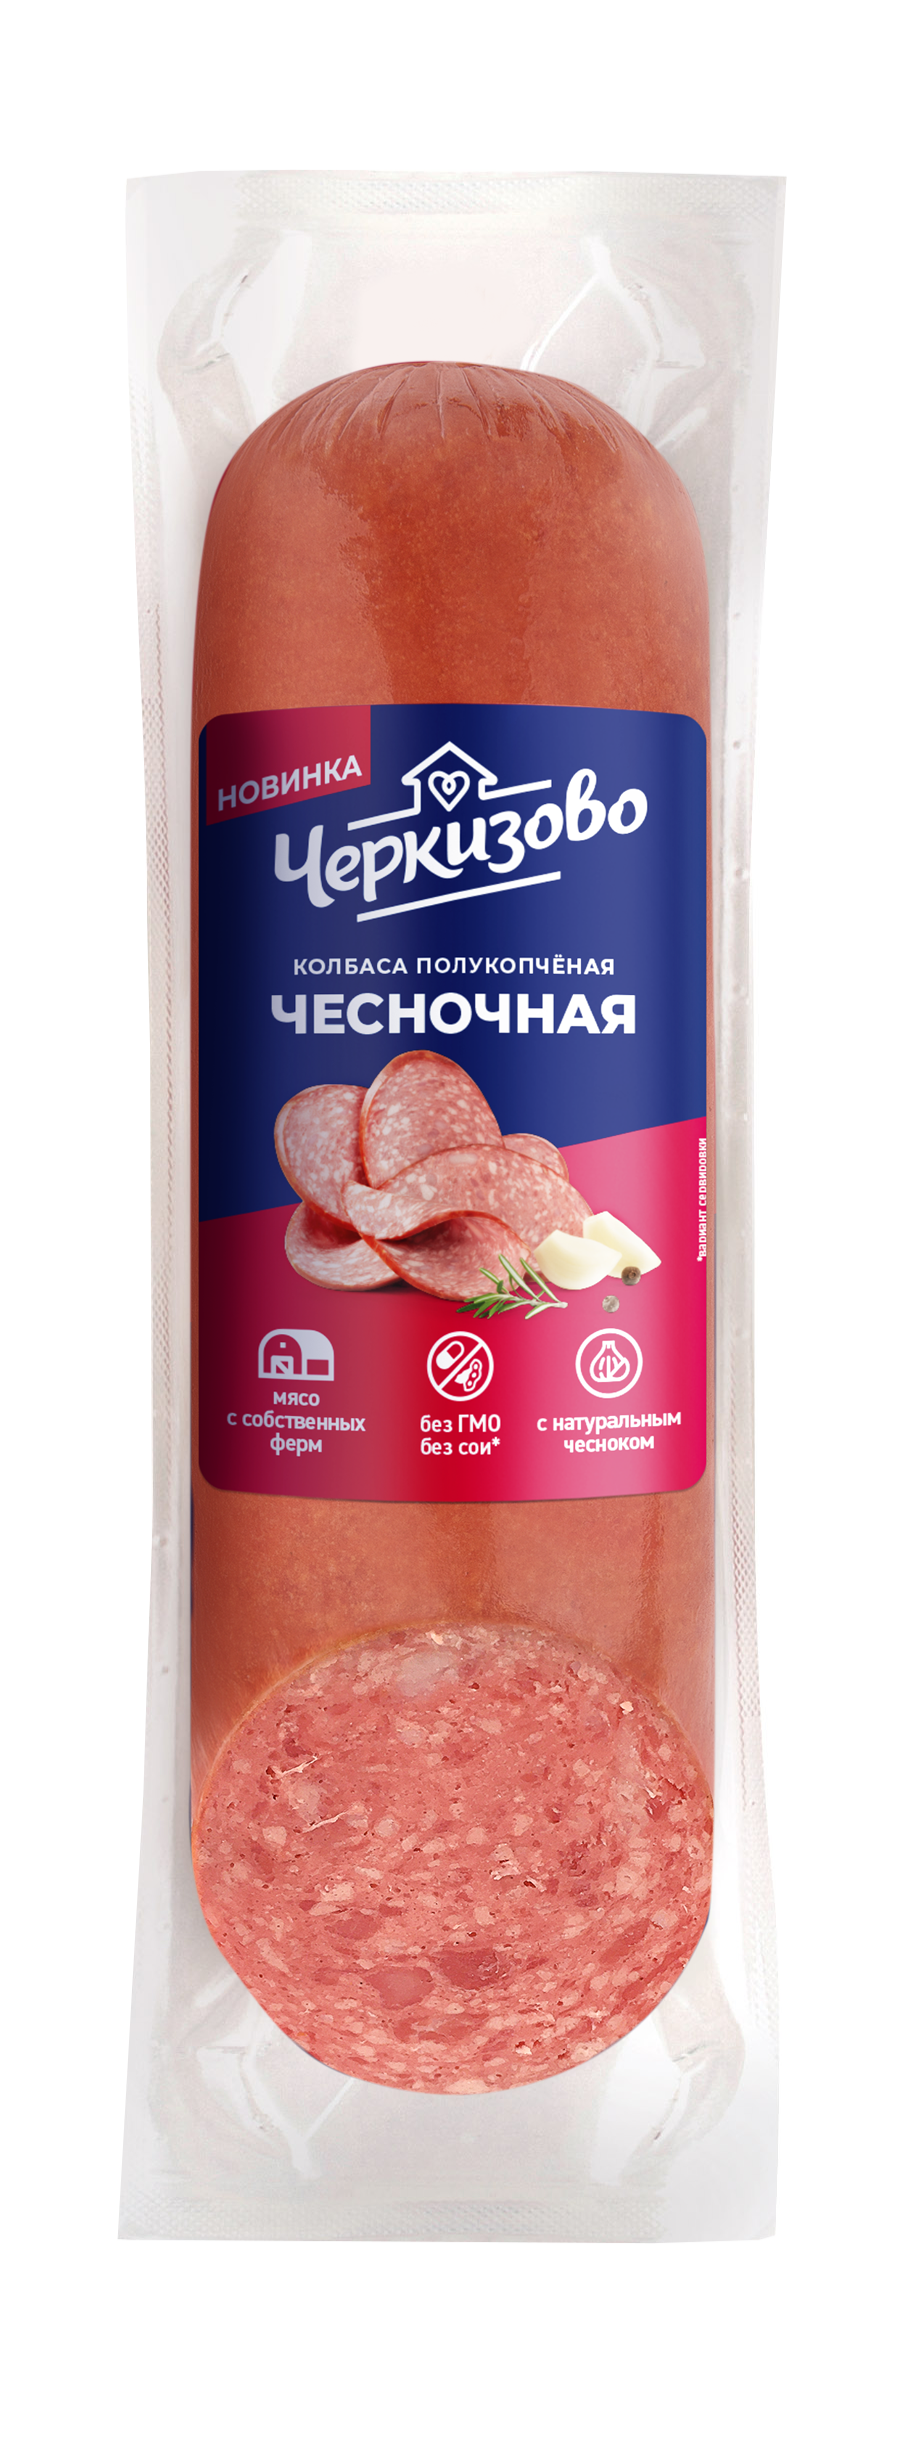 НОВИНКА
Черкизово
КОЛБАСА ПОЛУКОПЧЁНАЯ
ЧЕСНОЧНАЯ
*вариант сервировки
мясо
с собственных
ферм
без ГМО
без сои*
с натуральным
чесноком